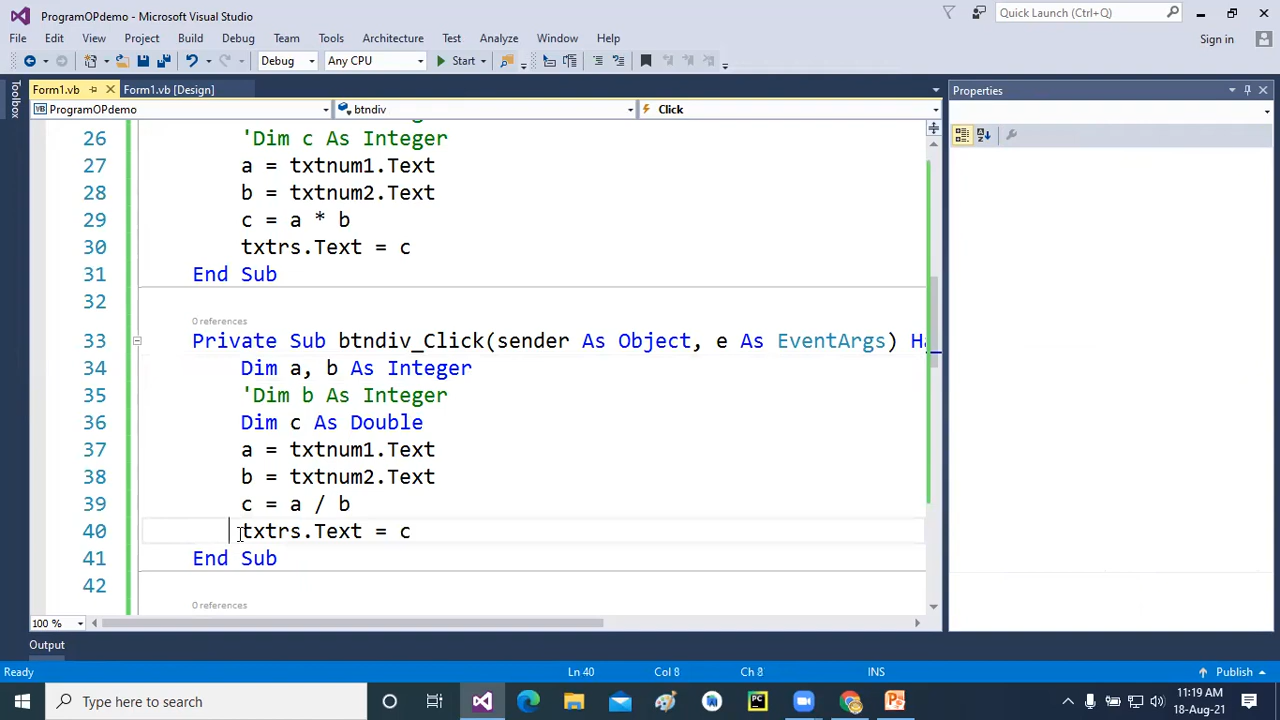 ProgramOPdemo - Microsoft Visual Studio
Quick Launch (Ctrl+Q)
File Edit View Project Build Debug Team Tools Architecture Test Analyze Window Help
Sign in
Debug Any CPU Start
Toolbox
Form1.vb Form1.vb [Design]
Properties
ProgramOPdemo btndiv Click
26 'Dim c As Integer
27 a = txtnum1.Text
28 b = txtnum2.Text
29 c = a * b
30 txtrs.Text = c
31 End Sub
32
0 references
33 Private Sub btndiv_Click(sender As Object, e As EventArgs) Ha
34 Dim a, b As Integer
35 'Dim b As Integer
36 Dim c As Double
37 a = txtnum1.Text
38 b = txtnum2.Text
39 c = a / b
40 txtrs.Text = c
41 End Sub
42
0 references
100 %
Output
Ready Ln 40 Col 8 Ch 8 INS Publish
Type here to search
11:19 AM
18-Aug-21